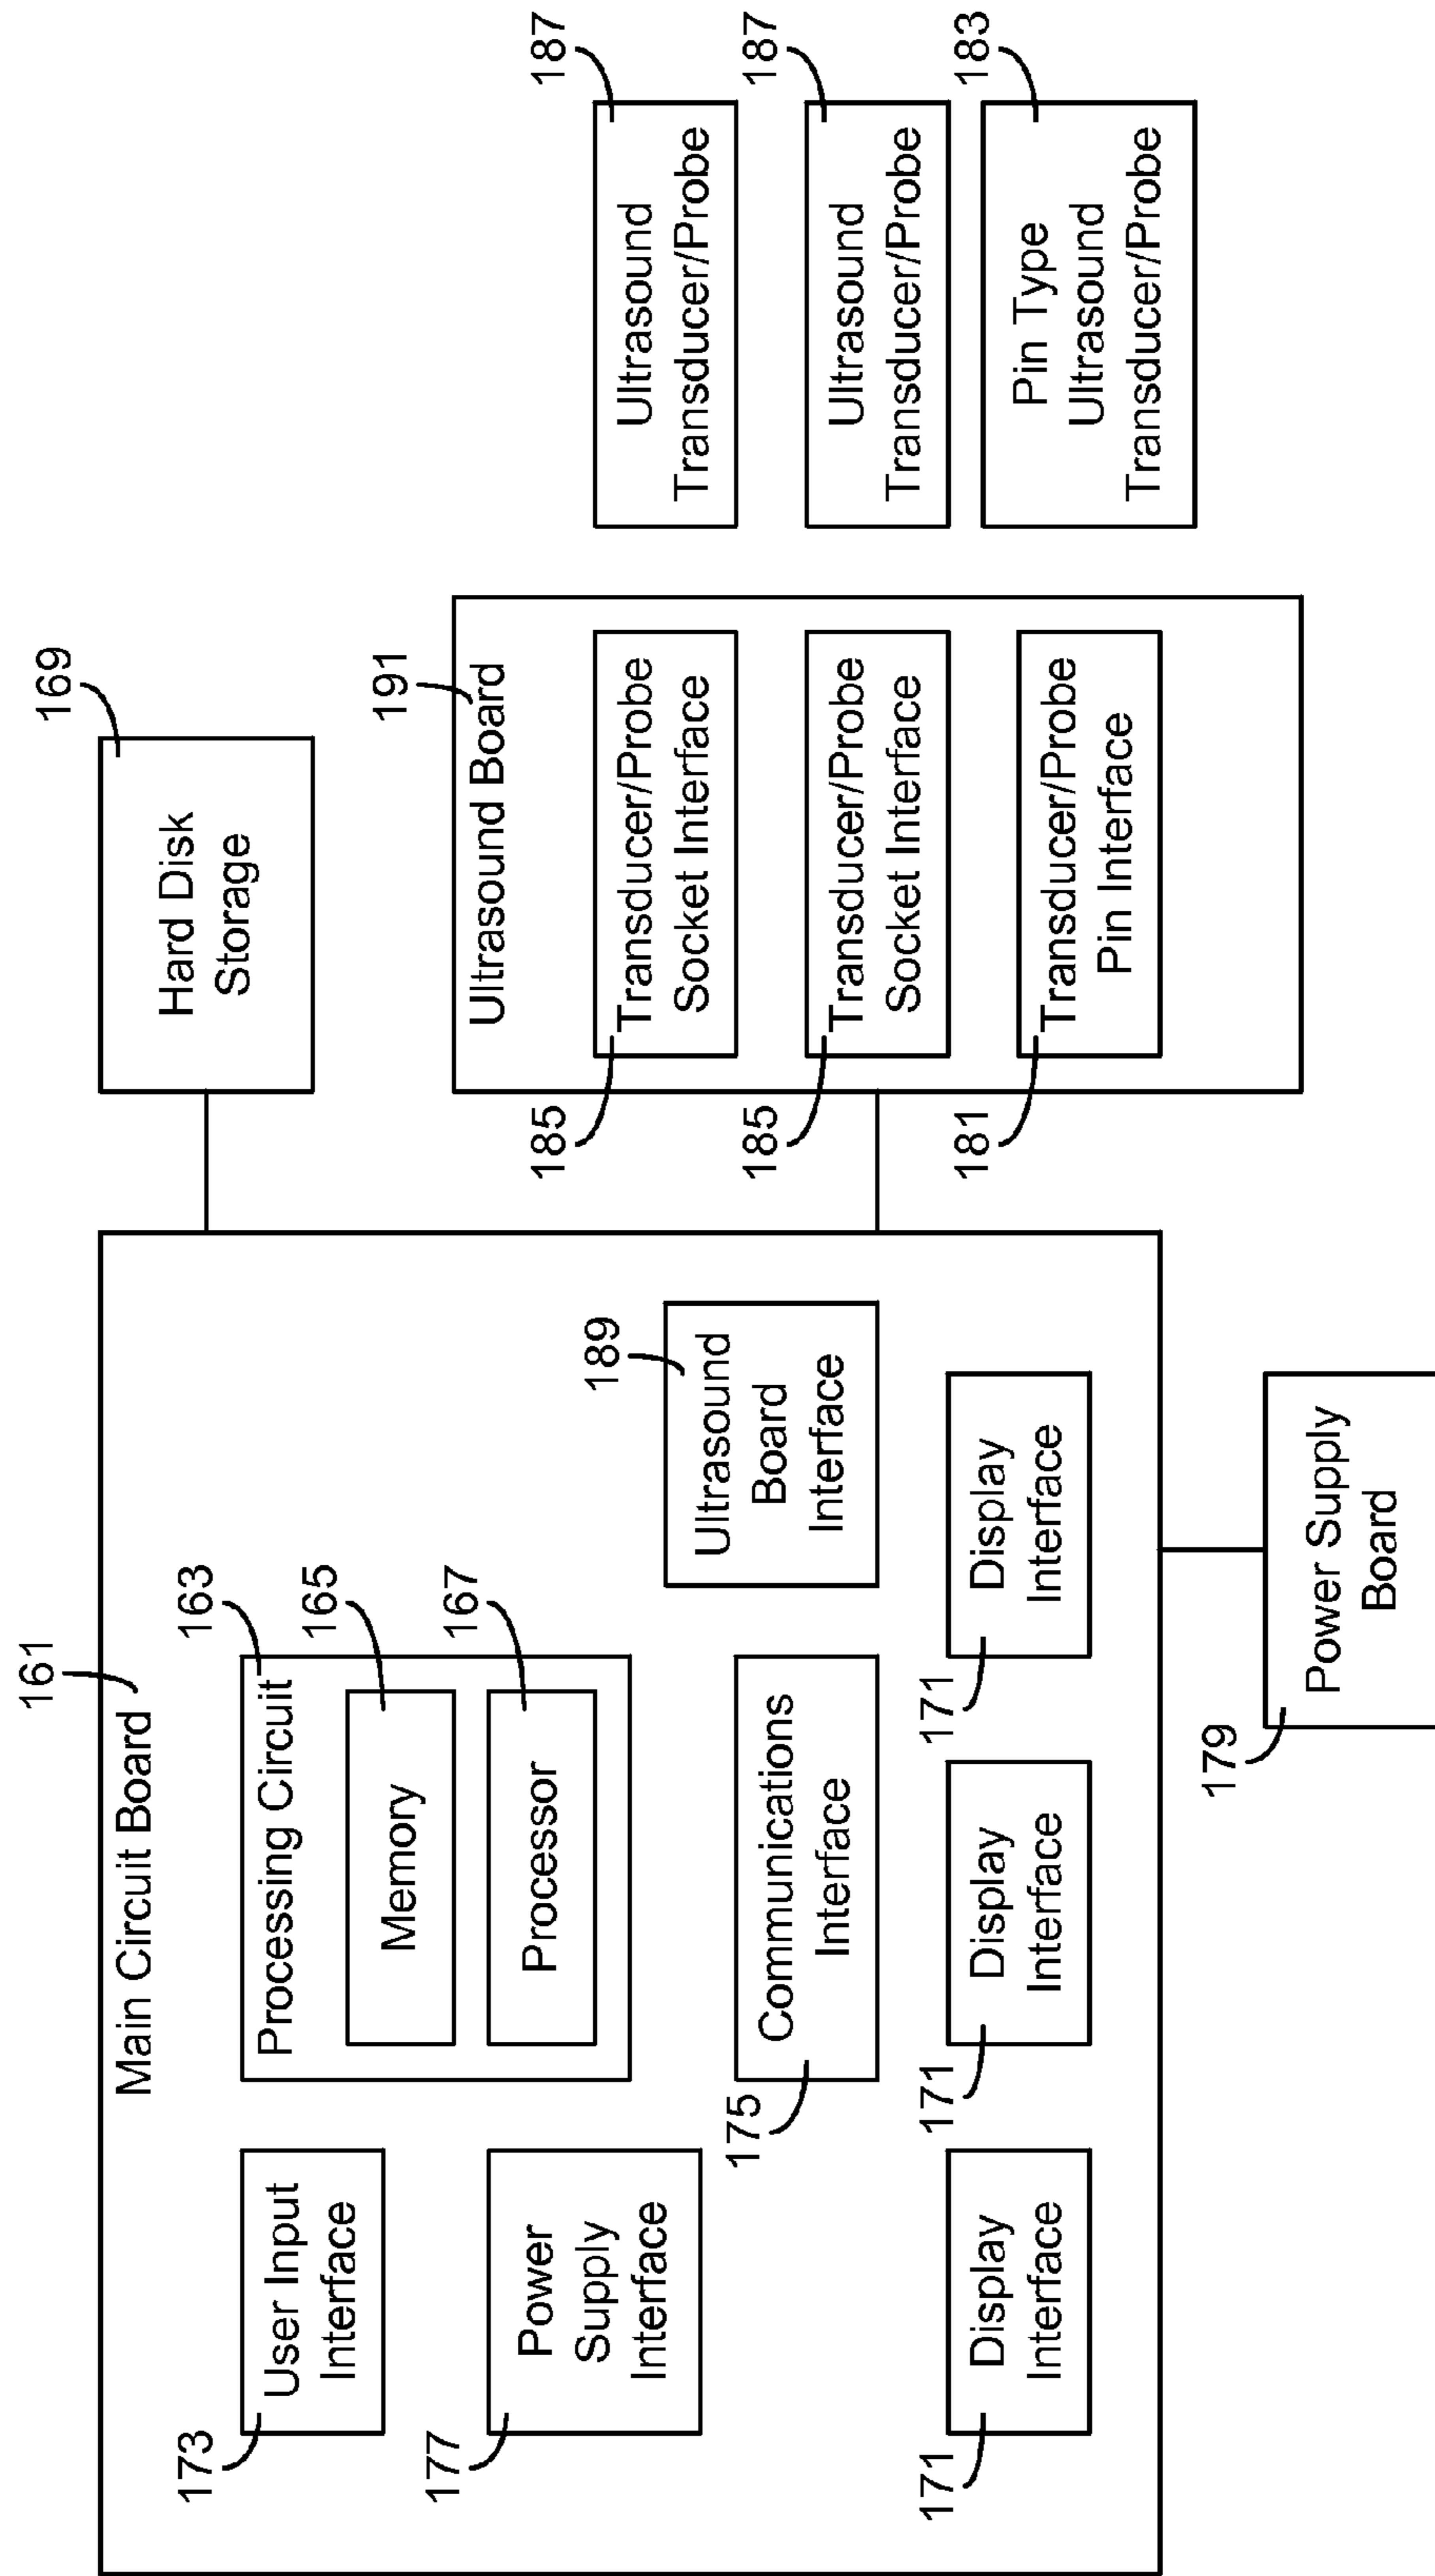 161
Main Circuit Board
173
User Input
Interface
177
Power
Supply
Interface
163
Processing Circuit
165
Memory
167
Processor
175
Communications
Interface
189
Ultrasound
Board
Interface
171
Display
Interface
171
Display
Interface
171
Display
Interface
179
Power Supply
Board
169
Hard Disk
Storage
191
Ultrasound Board
185
Transducer/Probe
Socket Interface
185
Transducer/Probe
Socket Interface
181
Transducer/Probe
Pin Interface
187
Ultrasound
Transducer/Probe
187
Ultrasound
Transducer/Probe
183
Pin Type
Ultrasound
Transducer/Probe